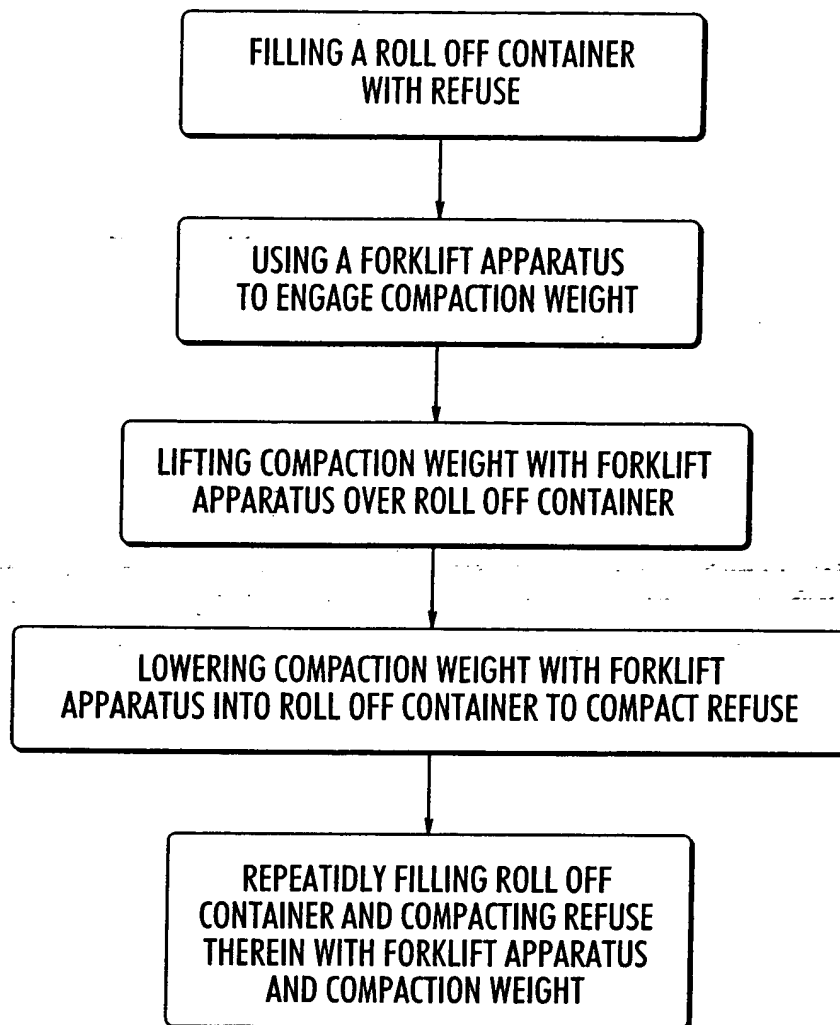 FILLING A ROLL OFF CONTAINER
WITH REFUSE
USING A FORKLIFT APPARATUS
TO ENGAGE COMPACTION WEIGHT
LIFTING COMPACTION WEIGHT WITH FORKLIFT
APPARATUS OVER ROLL OFF CONTAINER
LOWERING COMPACTION WEIGHT WITH FORKLIFT
APPARATUS INTO ROLL OFF CONTAINER TO COMPACT REFUSE
REPEATIDLY FILLING ROLL OFF
CONTAINER AND COMPACTING REFUSE
THEREIN WITH FORKLIFT APPARATUS
AND COMPACTION WEIGHT